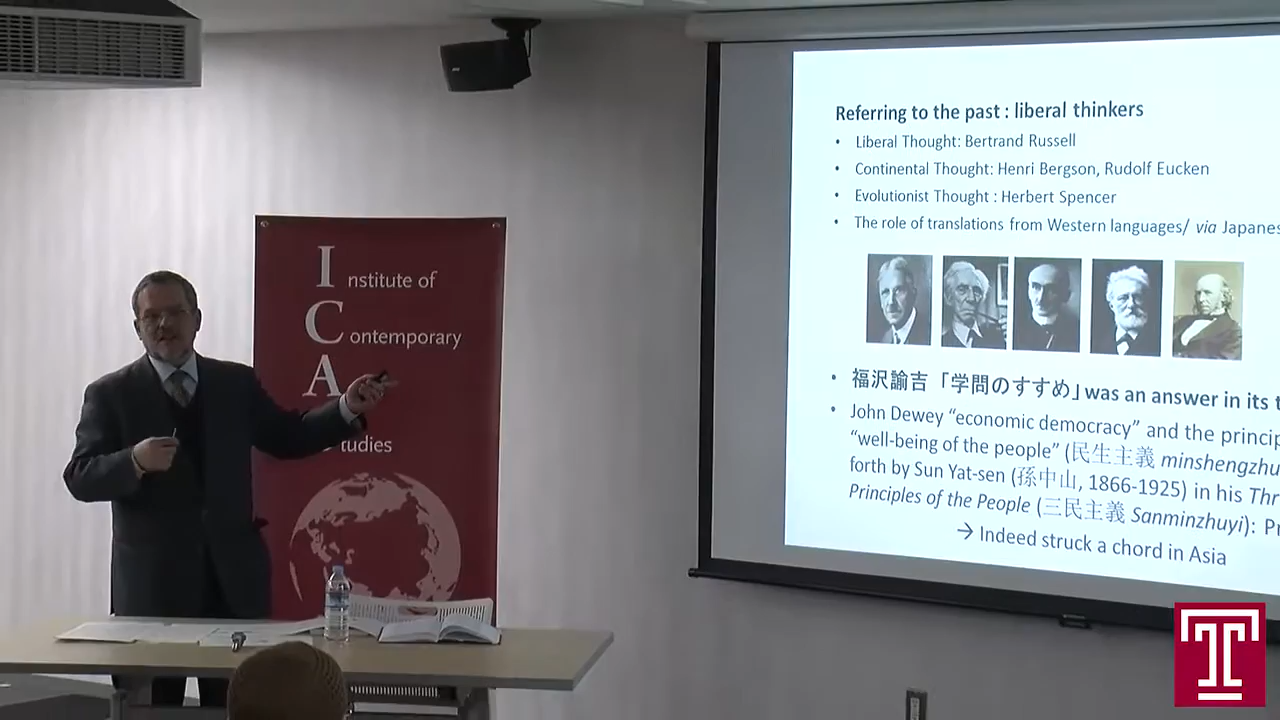 Institute of
Contemporary
A
tudies
Referring to the past : liberal thinkers
• Liberal Thought: Bertrand Russell
• Continental Thought: Henri Bergson, Rudolf Eucken
• Evolutionist Thought : Herbert Spencer
• The role of translations from Western languages/ via Japanes
• 福沢諭吉「学問のすすめ」was an answer in its t
• John Dewey “economic democracy” and the princip
“well-being of the people” (民生主義 minshengzhu
forth by Sun Yat-sen (孫中山, 1866-1925) in his Thr
Principles of the People (三民主義 Sanminzhuyi): Pu
→ Indeed struck a chord in Asia
T